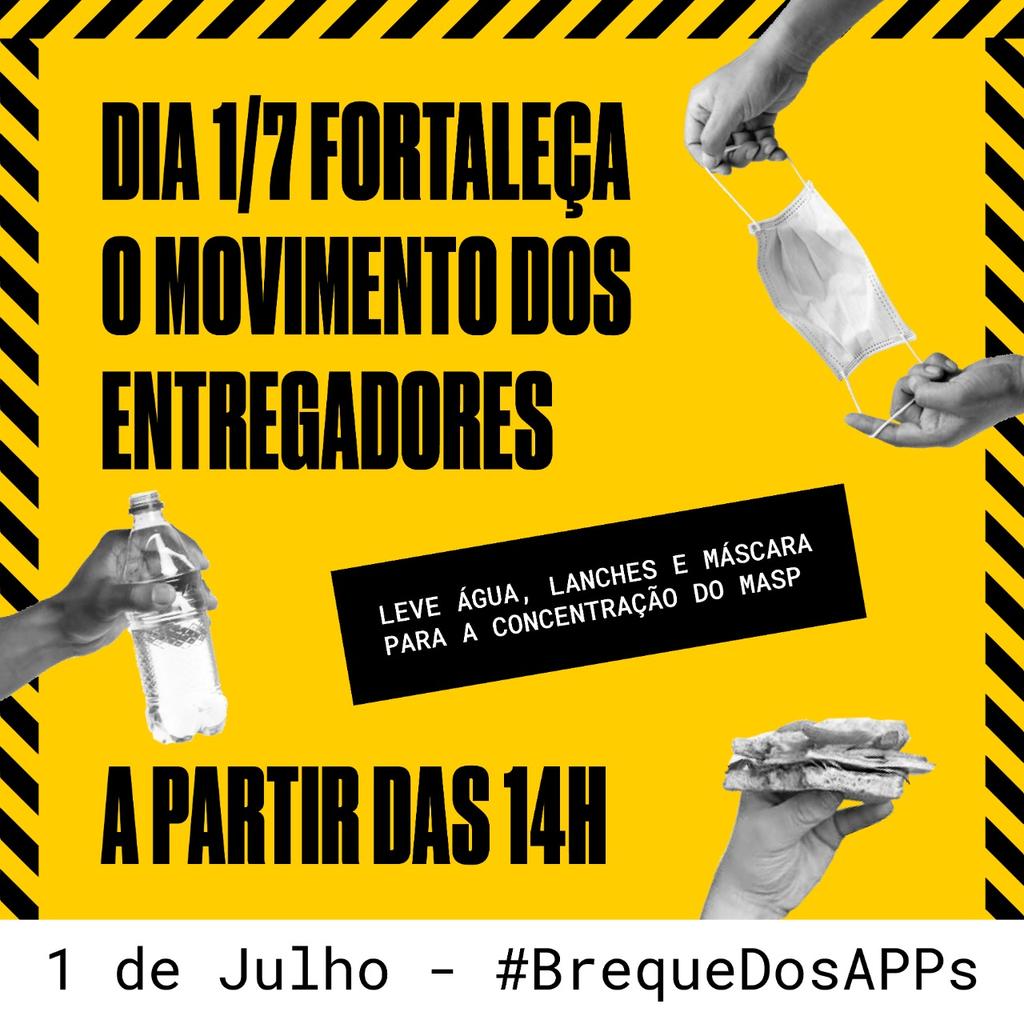 DIA 1/7 FORTALEÇA
O MOVIMENTO DOS
ENTREGADORES
LEVE ÁGUA, LANCHES E MÁSCARA
PARA A CONCENTRAÇÃO DO MASP
A PARTIR DAS 14H
1 de Julho - #BrequeDosAPPs